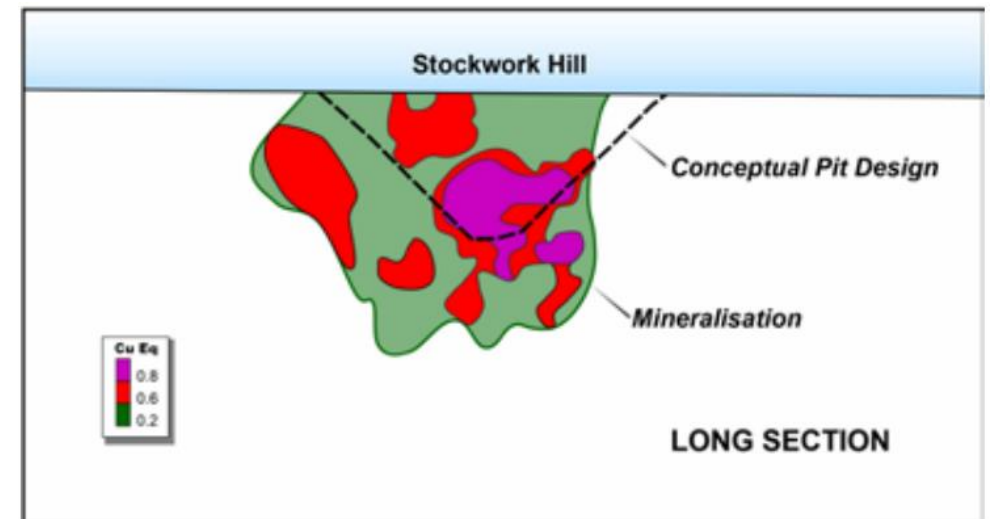 Stockwork Hill
Conceptual Pit Design
Mineralisation
Cu Eq
0.8
0.6
0.2
LONG SECTION